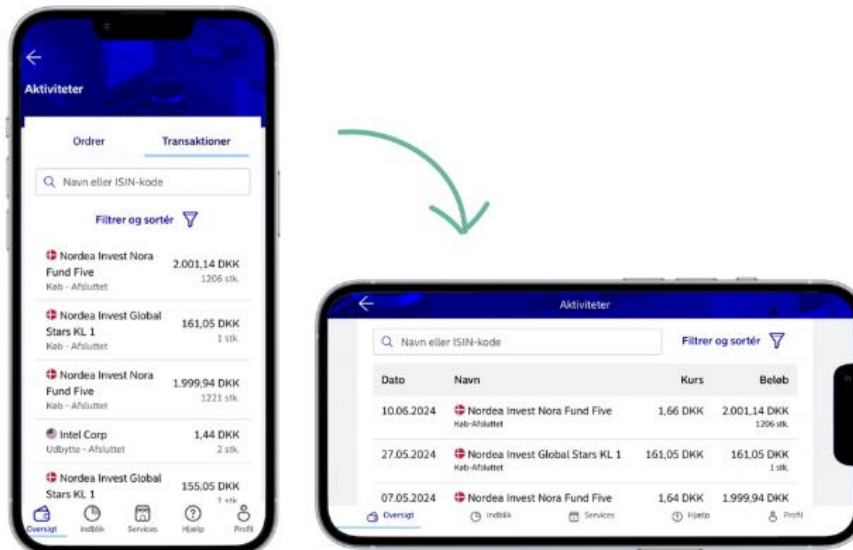 Aktiviteter
Ordrer Transaktioner
Navn eller ISIN-kode
Filtrer og sortér
Nordea Invest Nora
Fund Five
2.001,14 DKK
Køb - Afsluttet
1206 stk.
Nordea Invest Global
Stars KL 1
161,05 DKK
Køb - Afsluttet
1 stk.
Nordea Invest Nora
Fund Five
1.999,94 DKK
Køb - Afsluttet
1221 stk.
Intel Corp 1,44 DKK
Udbytte - Afsluttet 2 stk.
Nordea Invest Global
Stars KL 1
155,05 DKK
1 stk.
Oversigt Indblik Services Hjælp Profil
Aktiviteter
Navn eller ISIN-kode Filtrer og sortér
Dato Navn Kurs Beløb
10.06.2024 Nordea Invest Nora Fund Five 1,66 DKK 2.001,14 DKK
Køb-Afsluttet 1206 stk.
27.05.2024 Nordea Invest Global Stars KL 1 161,05 DKK 161,05 DKK
Køb-Afsluttet 1 stk.
07.05.2024 Nordea Invest Nora Fund Five 1,64 DKK 1.999,94 DKK
Oversigt Indblik Services Hjælp Profil